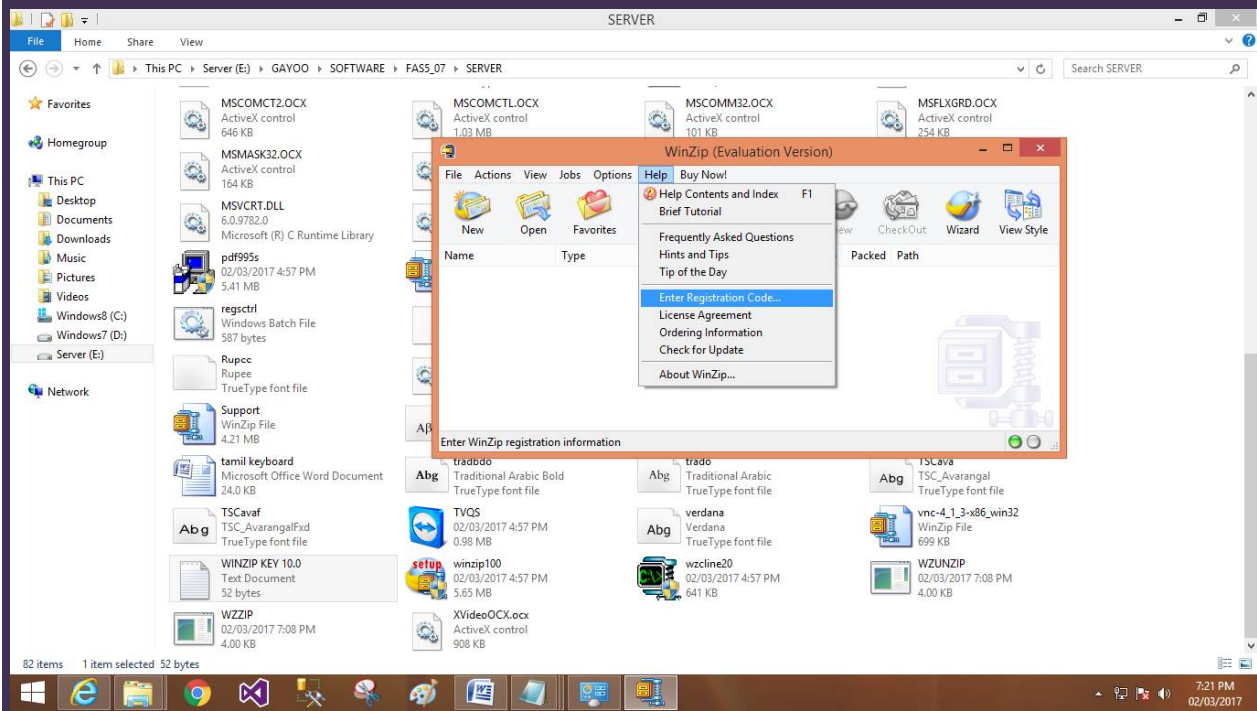 SERVER
File Home Share View
This PC Server (E:) GAYOO SOFTWARE FAS5_07 SERVER
Search SERVER
Favorites
Homegroup
This PC
Desktop
Documents
Downloads
Music
Pictures
Videos
Windows8 (C:)
Windows7 (D:)
Server (E:)
Network
MSCOMCT2.OCX
ActiveX control
646 KB
MSCOMCTL.OCX
ActiveX control
1.03 MB
MSCOMM32.OCX
ActiveX control
101 KB
MSFLXGRD.OCX
ActiveX control
254 KB
MSMASK32.OCX
ActiveX control
164 KB
MSVCRT.DLL
6.0.9782.0
Microsoft (R) C Runtime Library
pdf995s
02/03/2017 4:57 PM
5.41 MB
regsctrl
Windows Batch File
587 bytes
Rupee
TrueType font file
Support
WinZip File
4.21 MB
WinZip (Evaluation Version)
File Actions View Jobs Options Help Buy Now!
New Open Favorites CheckOut Wizard View Style
Name Type Packed Path
Help Contents and Index F1
Brief Tutorial
Frequently Asked Questions
Hints and Tips
Tip of the Day
Enter Registration Code...
License Agreement
Ordering Information
Check for Update
About WinZip...
Enter WinZip registration information
tamil keyboard
Microsoft Office Word Document
24.0 KB
Abg
tradbdo
Traditional Arabic Bold
TrueType font file
Abg
trado
Traditional Arabic
TrueType font file
Abg
TSCava
TSC_Avarangal
TrueType font file
Abg
TSCavaf
TSC_AvarangalFxd
TrueType font file
TVQS
02/03/2017 4:57 PM
0.98 MB
Abg
verdana
Verdana
TrueType font file
vnc-4_1_3-x86_win32
WinZip File
699 KB
WINZIP KEY 10.0
Text Document
52 bytes
setup
winzip100
02/03/2017 4:57 PM
5.65 MB
wzcline20
02/03/2017 4:57 PM
641 KB
WZUNZIP
02/03/2017 7:08 PM
4.00 KB
WZZIP
02/03/2017 7:08 PM
4.00 KB
XVideoOCX.ocx
ActiveX control
908 KB
82 items 1 item selected 52 bytes
7:21 PM
02/03/2017